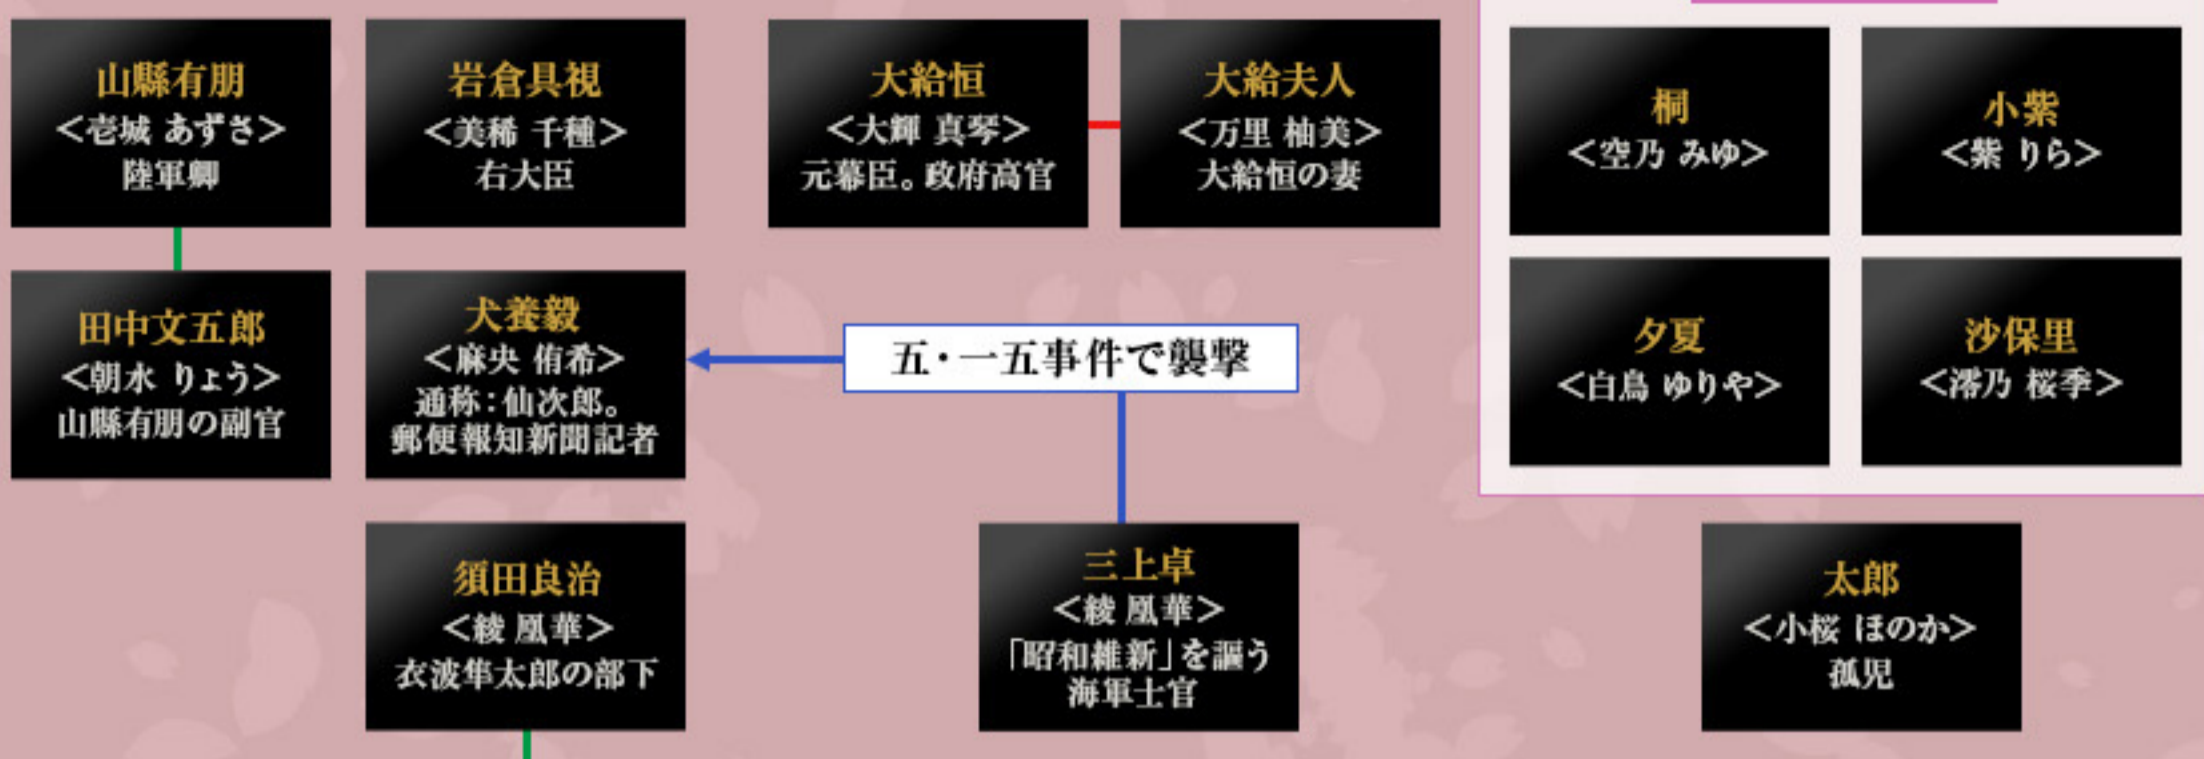 山縣有朋
＜壱城 あずさ＞
陸軍卿
岩倉具視
＜美稀 千種＞
右大臣
大給恒
＜大輝 真琴＞
元幕臣。政府高官
大給夫人
＜万里 柚美＞
大給恒の妻
桐
＜空乃 みゆ＞
小紫
＜紫 りら＞
田中文五郎
＜朝水 りょう＞
山縣有朋の副官
犬養毅
＜麻央 侑希＞
通称：仙次郎。
郵便報知新聞記者
五・一五事件で襲撃
夕夏
＜白鳥 ゆりや＞
沙保里
＜澪乃 桜季＞
須田良治
＜綾 凰華＞
衣波隼太郎の部下
三上卓
＜綾 凰華＞
「昭和維新」を謳う
海軍士官
太郎
＜小桜 ほのか＞
孤児